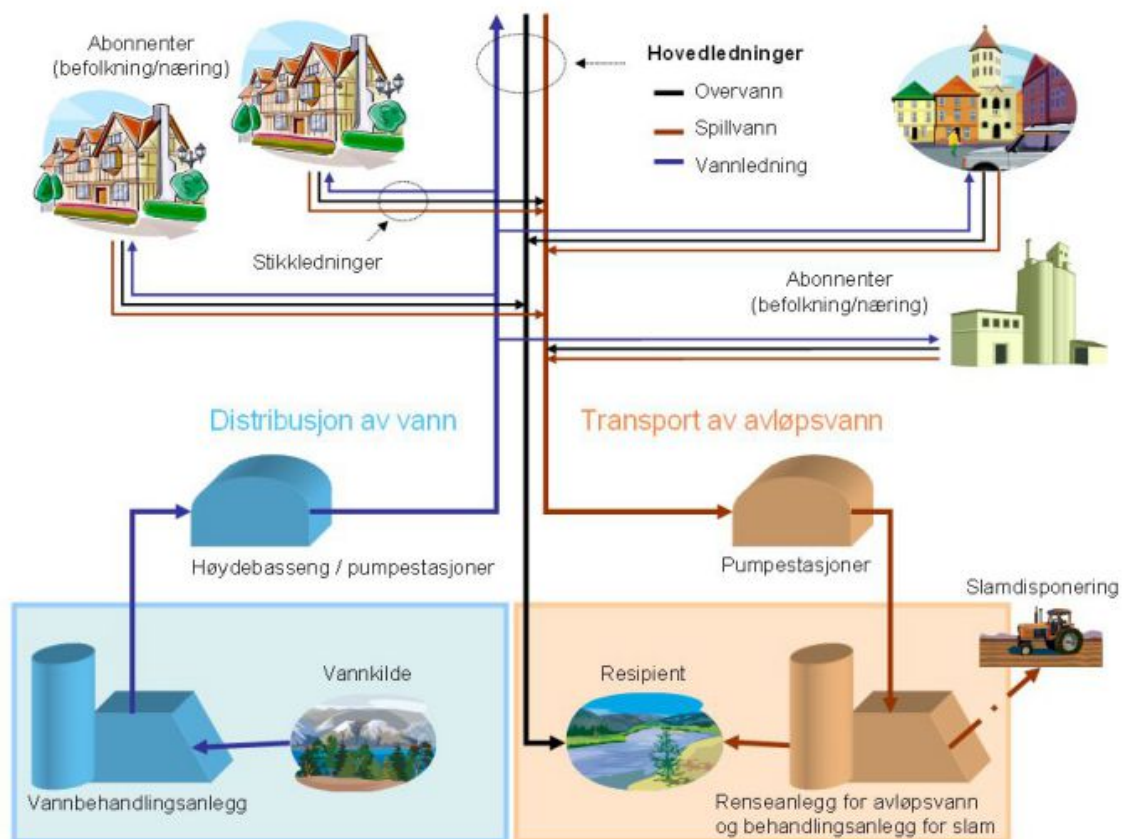 Abonnenter
(befolkning/næring)
Hovedledninger
Overvann
Spillvann
Vannledning
Stikkledninger
Abonnenter
(befolkning/næring)
Distribusjon av vann
Transport av avløpsvann
Høydebasseng / pumpestasjoner
Pumpestasjoner
Slamdisponering
Vannkilde
Resipient
Vannbehandlingsanlegg
Renseanlegg for avløpsvann
og behandlingsanlegg for slam